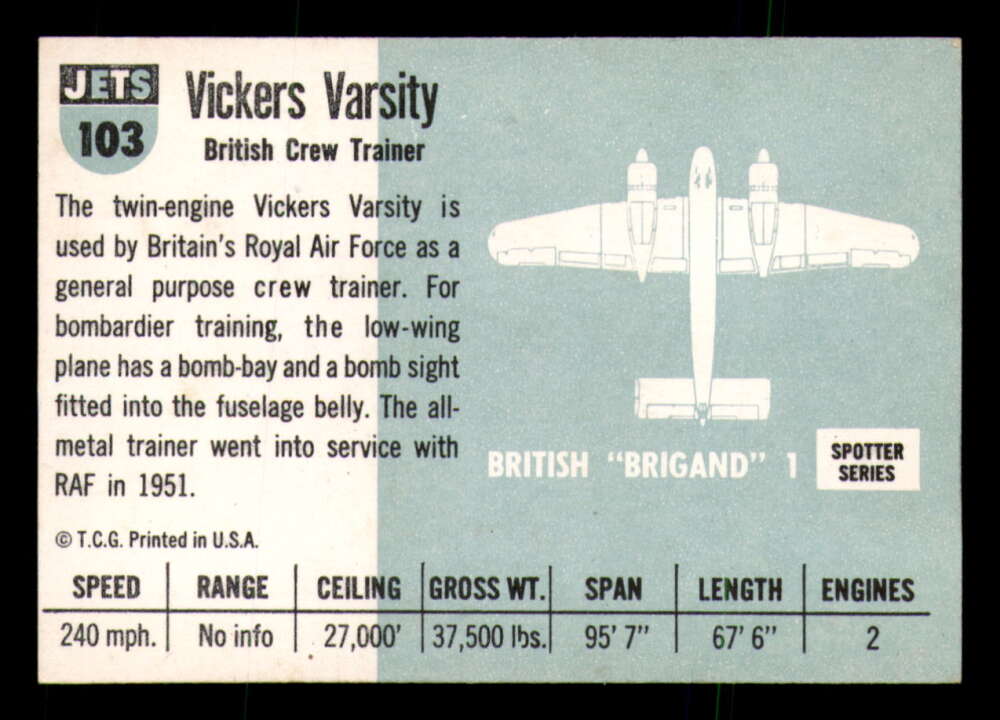 JETS
103
Vickers Varsity
British Crew Trainer
The twin-engine Vickers Varsity is
used by Britain's Royal Air Force as a
general purpose crew trainer. For
bombardier training, the low-wing
plane has a bomb-bay and a bomb sight
fitted into the fuselage belly. The all-
metal trainer went into service with
RAF in 1951.
© T.C.G. Printed in U.S.A.
BRITISH "BRIGAND" 1
SPOTTER
SERIES
SPEED RANGE CEILING GROSS WT. SPAN LENGTH ENGINES
240 mph. No info 27,000' 37,500 lbs. 95' 7" 67' 6" 2